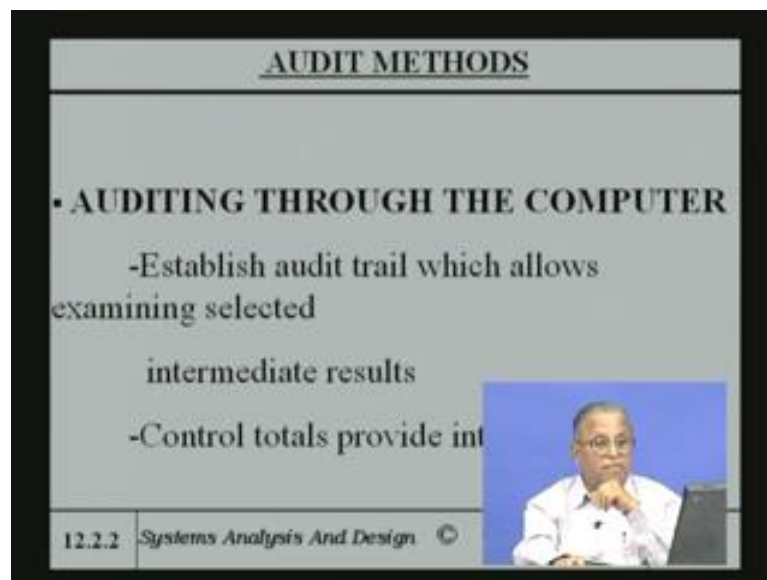 AUDIT METHODS
▪ AUDITING THROUGH THE COMPUTER
-Establish audit trail which allows
examining selected
intermediate results
-Control totals provide
12.2.2 Systems Analysis And Design ©